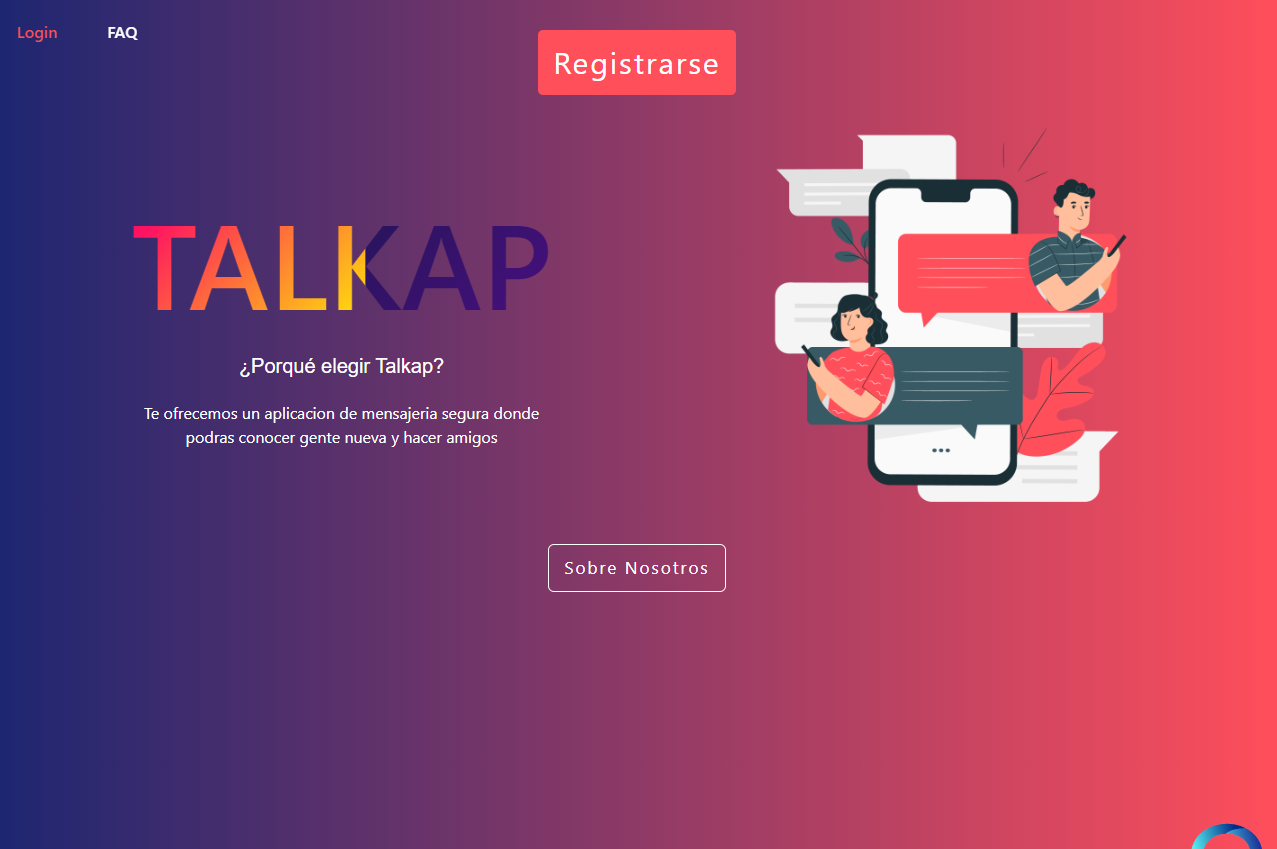 Login
FAQ
Registrarse
TALKAP
¿Porqué elegir Talkap?
Te ofrecemos un aplicacion de mensajeria segura donde
podras conocer gente nueva y hacer amigos
Sobre Nosotros